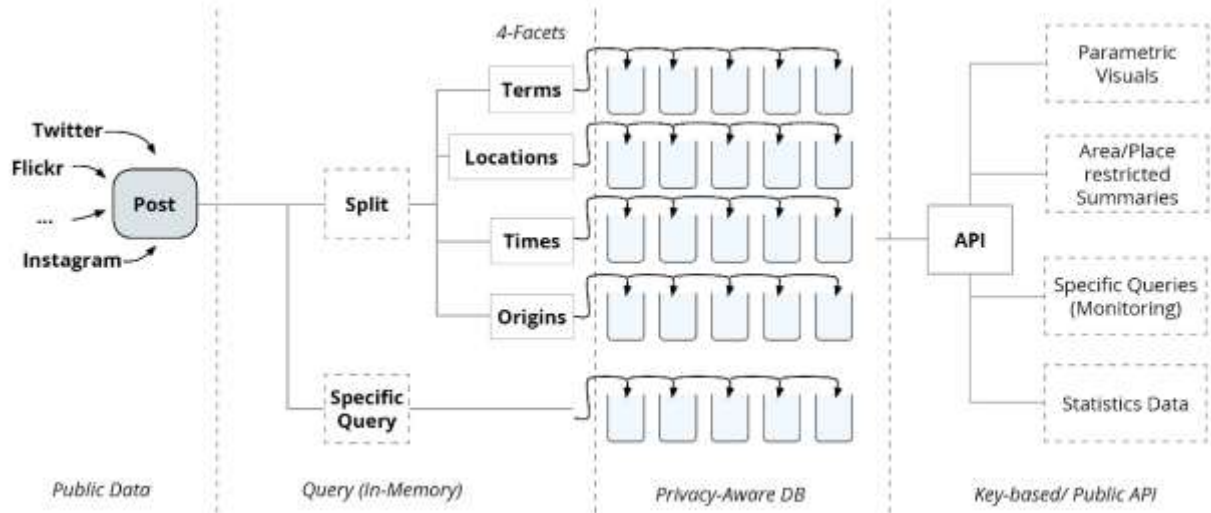 4-Facets
Twitter
Flickr
...
Instagram
Post
Split
Specific
Query
Terms
Locations
Times
Origins
API
Parametric
Visuals
Area/Place
restricted
Summaries
Specific Queries
(Monitoring)
Statistics Data
Public Data
Query (In-Memory)
Privacy-Aware DB
Key-based/ Public API